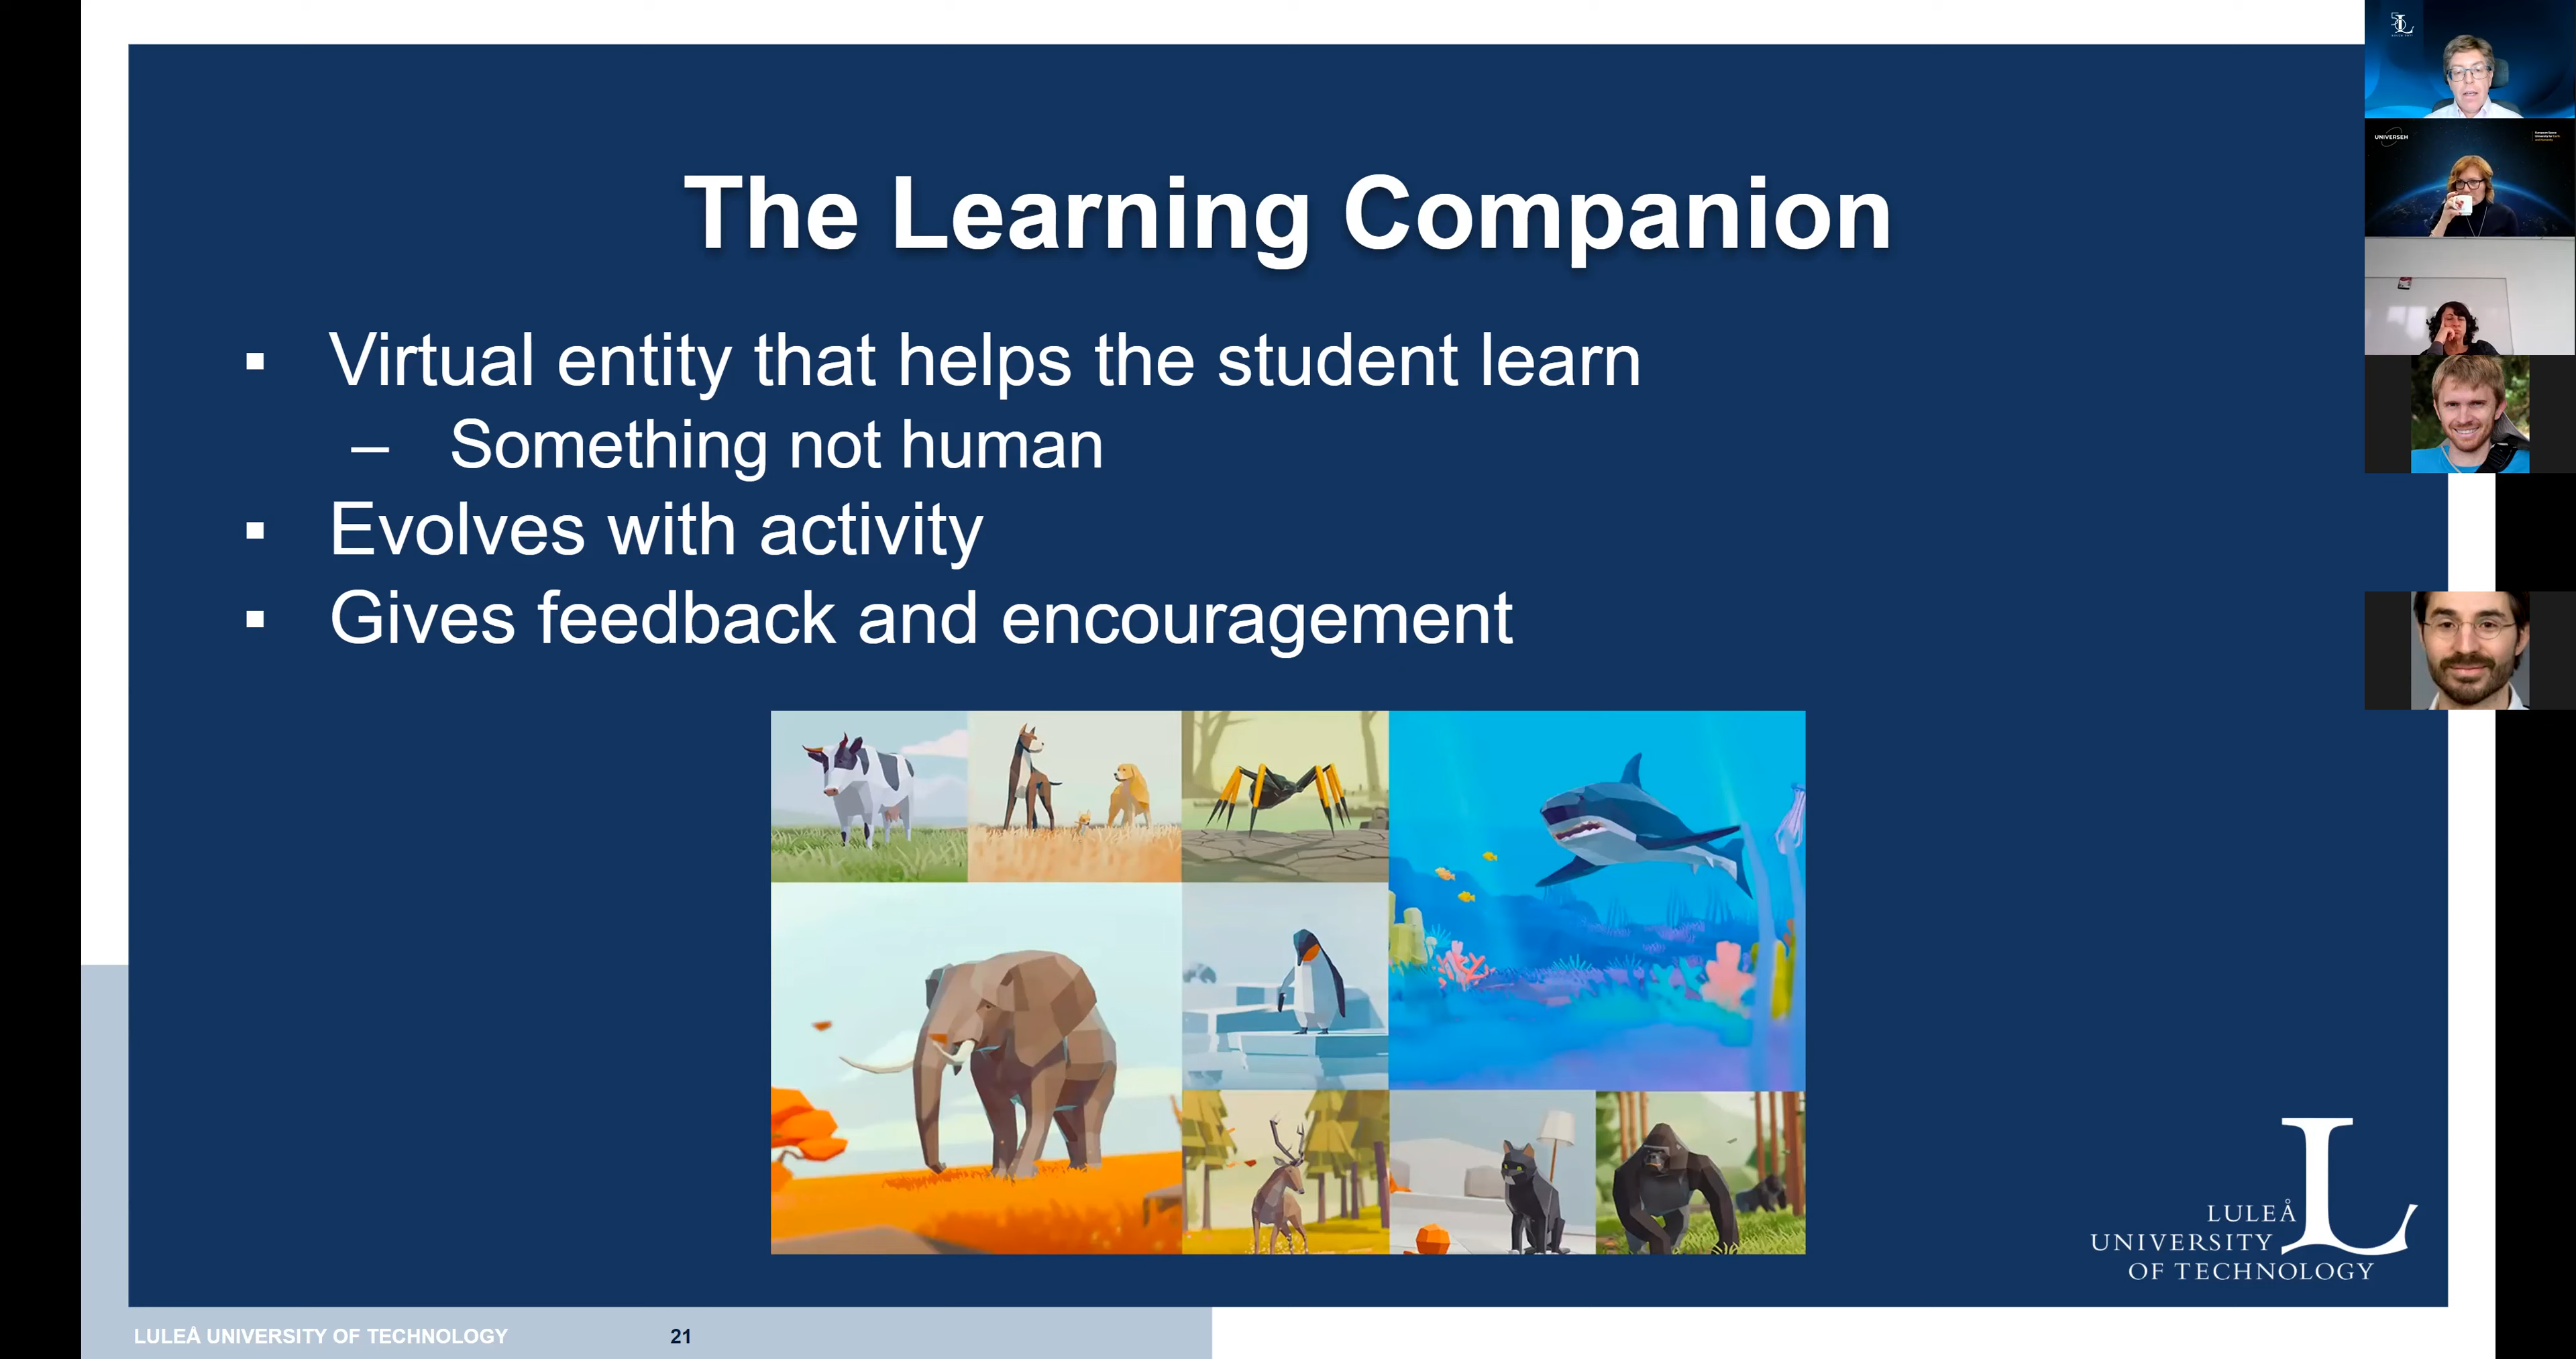 The Learning Companion
▪ Virtual entity that helps the student learn
– Something not human
▪ Evolves with activity
▪ Gives feedback and encouragement
LULEÅ
UNIVERSITY
OF TECHNOLOGY
L
LULEÅ UNIVERSITY OF TECHNOLOGY
21
L
UNIVERSEH